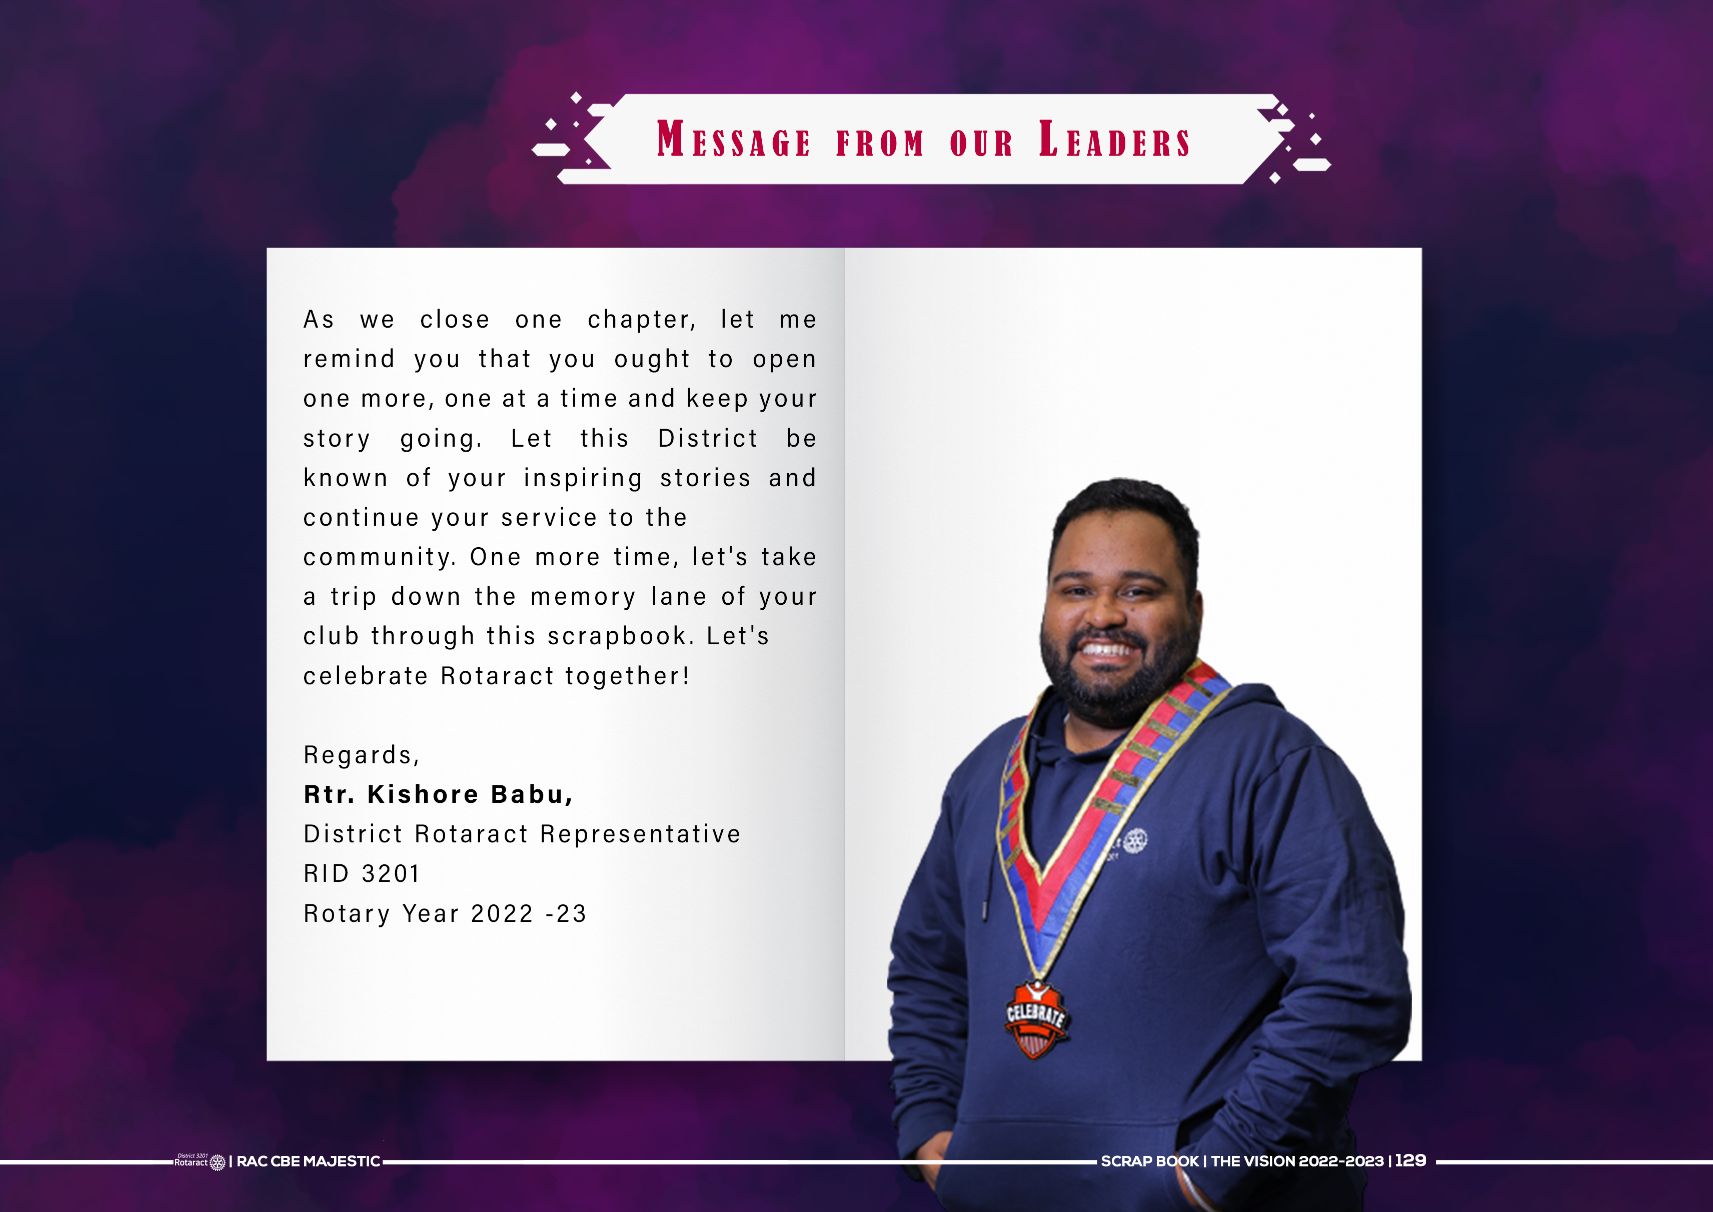 MESSAGE FROM OUR LEADERS
As we close one chapter, let me
remind you that you ought to open
one more, one at a time and keep your
story going. Let this District be
known of your inspiring stories and
continue your service to the
community. One more time, let's take
a trip down the memory lane of your
club through this scrapbook. Let's
celebrate Rotaract together!
Regards,
Rtr. Kishore Babu,
District Rotaract Representative
RID 3201
Rotary Year 2022 -23
CELEBRATE
District 3201
Rotaract | RAC CBE MAJESTIC
SCRAP BOOK | THE VISION 2022-2023 | 129